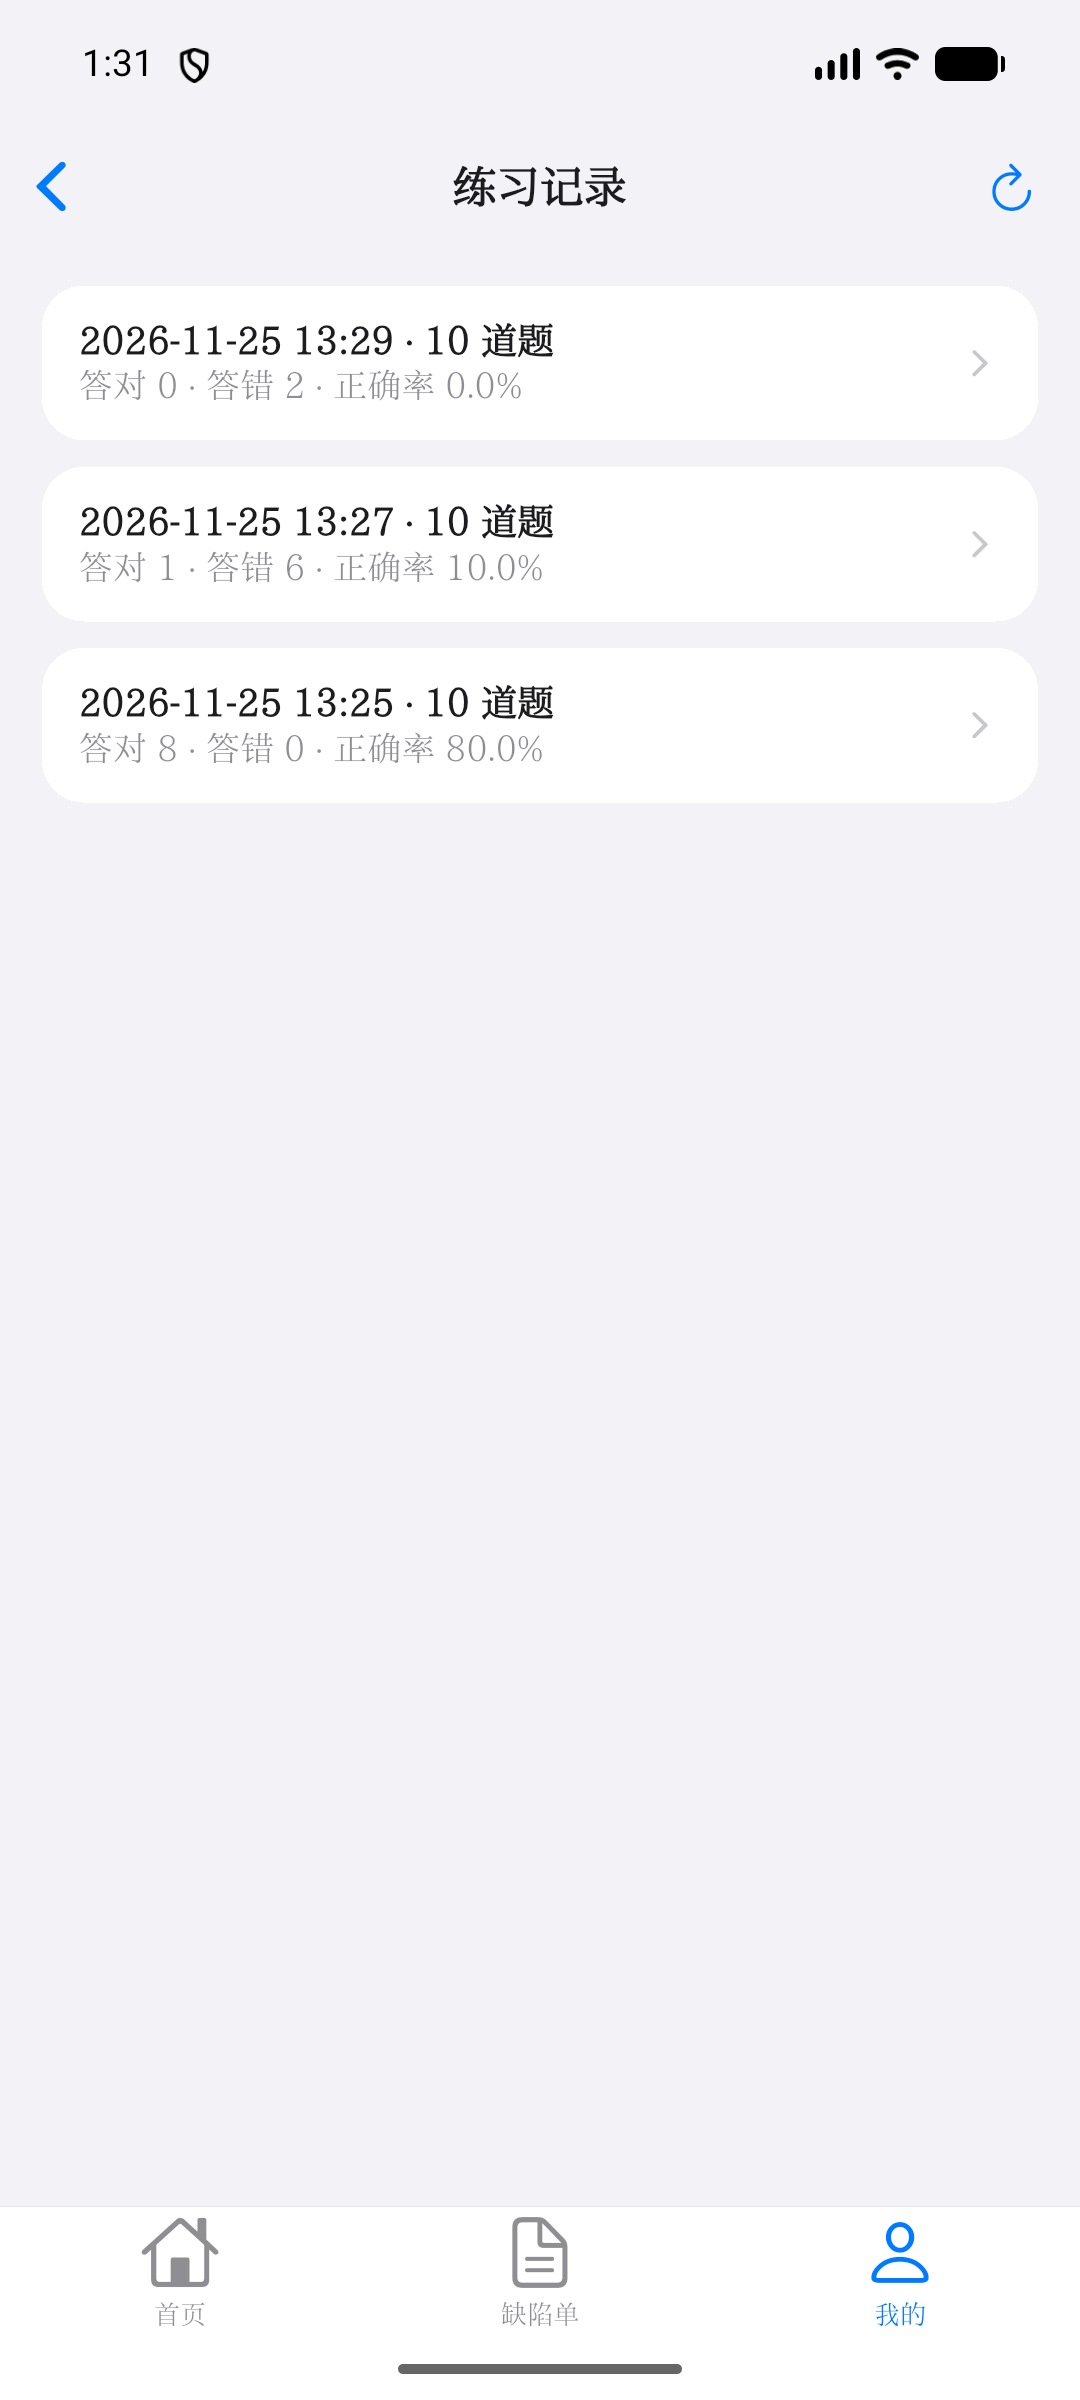 1:31
练习记录
2026-11-25 13:29 · 10 道题
答对 0 · 答错 2 · 正确率 0.0%
2026-11-25 13:27 · 10 道题
答对 1 · 答错 6 · 正确率 10.0%
2026-11-25 13:25 · 10 道题
答对 8 · 答错 0 · 正确率 80.0%
首页
缺陷单
我的